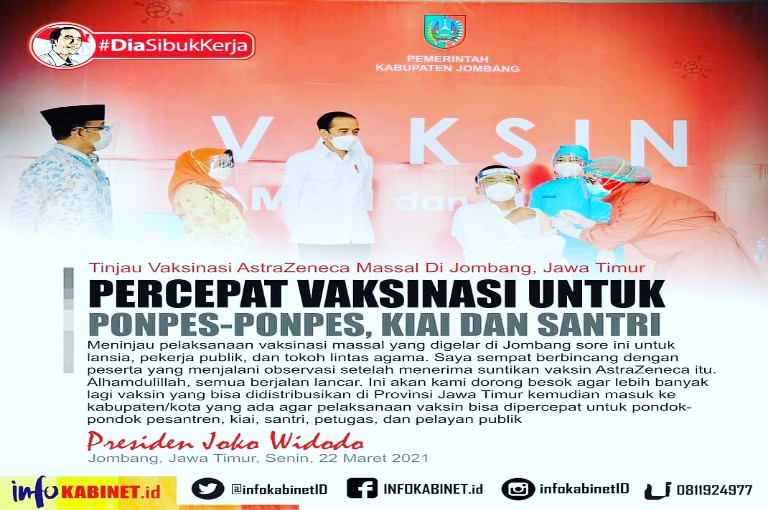 #DiaSibukKerja
PEMERINTAH
KABUPATEN JOMBANG
VAKSIN
dan
Tinjau Vaksinasi AstraZeneca Massal Di Jombang, Jawa Timur
PERCEPAT VAKSINASI UNTUK
PONPES-PONPES, KIAI DAN SANTRI
Meninjau pelaksanaan vaksinasi massal yang digelar di Jombang sore ini untuk
lansia, pekerja publik, dan tokoh lintas agama. Saya sempat berbincang dengan
peserta yang menjalani observasi setelah menerima suntikan vaksin AstraZeneca itu.
Alhamdulillah, semua berjalan lancar. Ini akan kami dorong besok agar lebih banyak
lagi vaksin yang bisa didistribusikan di Provinsi Jawa Timur kemudian masuk ke
kabupaten/kota yang ada agar pelaksanaan vaksin bisa dipercepat untuk pondok-
pondok pesantren, kiai, santri, petugas, dan pelayan publik
Presiden Joko Widodo
Jombang, Jawa Timur, Senin, 22 Maret 2021
info KABINET.id @infokabinetID INFOKABINET.id infokabinetID 0811924977